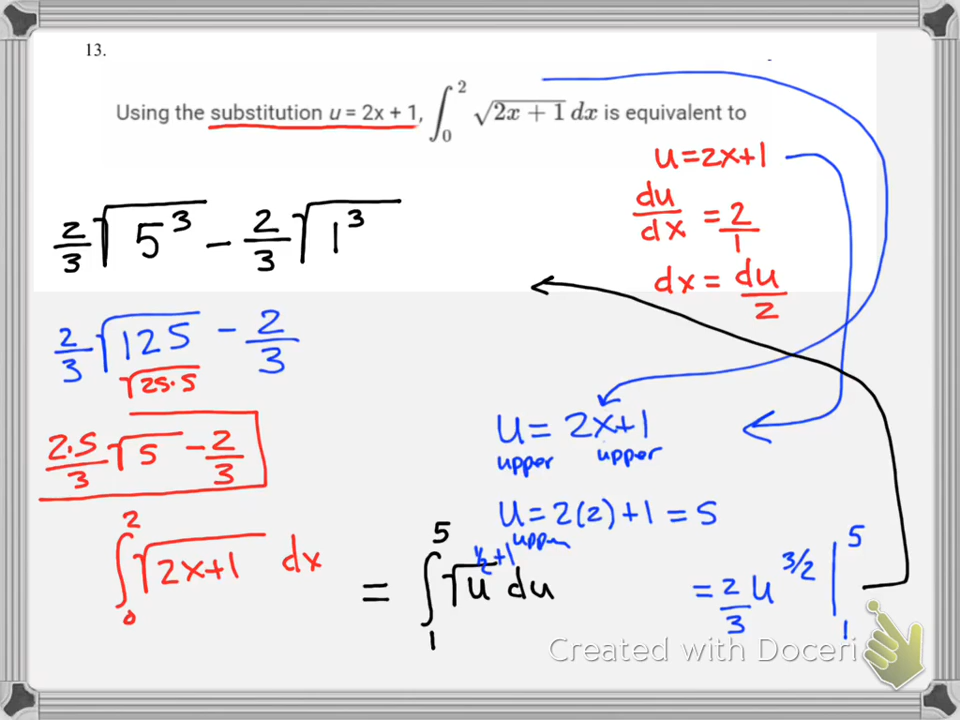 13.
Using the substitution u = 2x + 1, ∫₀² √(2x + 1) dx is equivalent to
u=2x+1
du/dx = 2/1
dx = du/2
2/3 √5³ − 2/3 √1³
2/3 √125 − 2/3
√25·5
2·5/3 √5 − 2/3
u = 2x+1
upper upper
u = 2(2)+1 = 5
upper
∫₀² √(2x+1) dx
= ∫₁⁵ √u du
1/2+1
= 2/3 u^3/2 |₁⁵
Created with Doceri